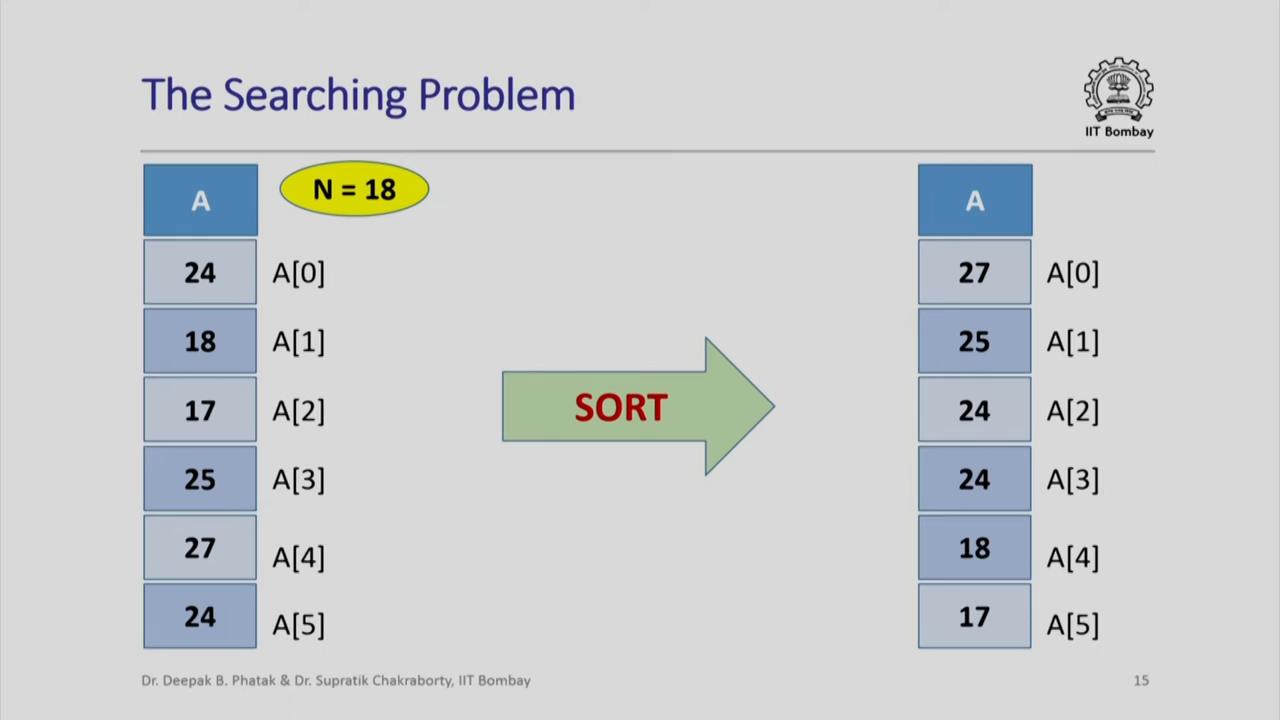 The Searching Problem
IIT Bombay
A
N = 18
24 A[0]
18 A[1]
17 A[2]
25 A[3]
27 A[4]
24 A[5]
SORT
A
27 A[0]
25 A[1]
24 A[2]
24 A[3]
18 A[4]
17 A[5]
Dr. Deepak B. Phatak & Dr. Supratik Chakraborty, IIT Bombay
15